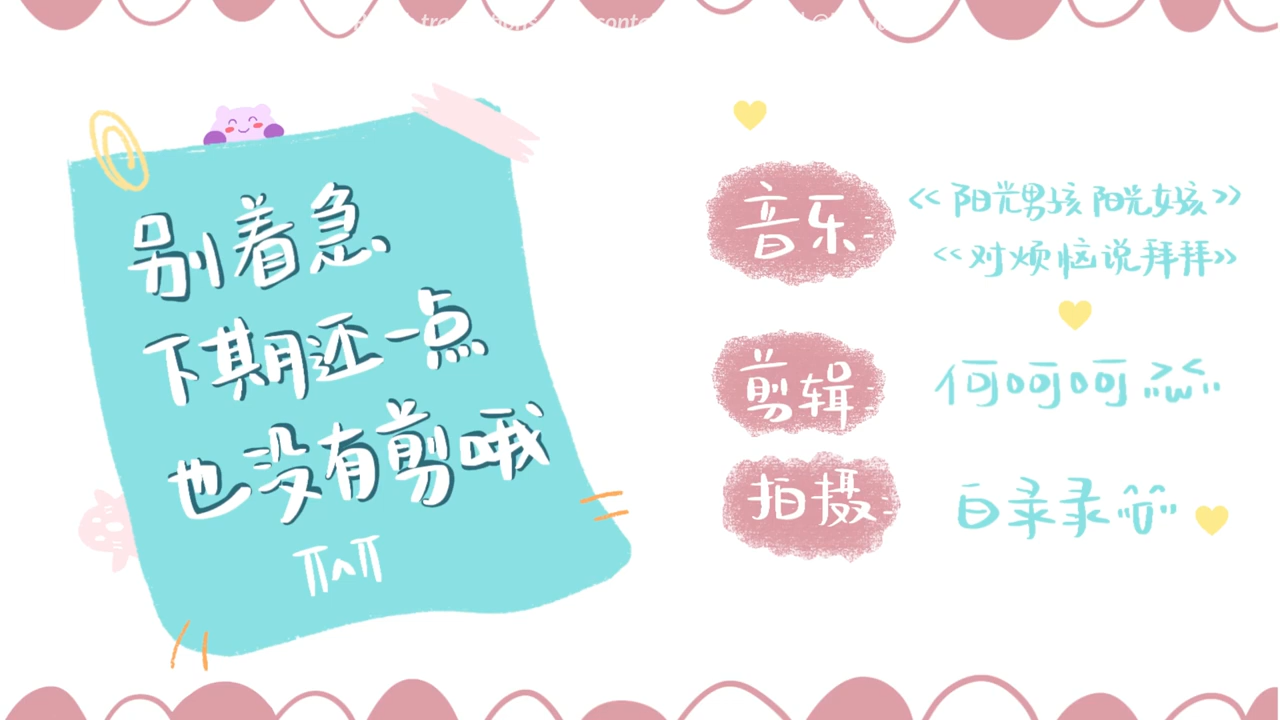 别着急
下期还一点
也没有剪哦
π^π
音乐
《阳光男孩 阳光女孩》
《对烦恼说拜拜》
剪辑
何呵呵 >w<
拍摄
白录录